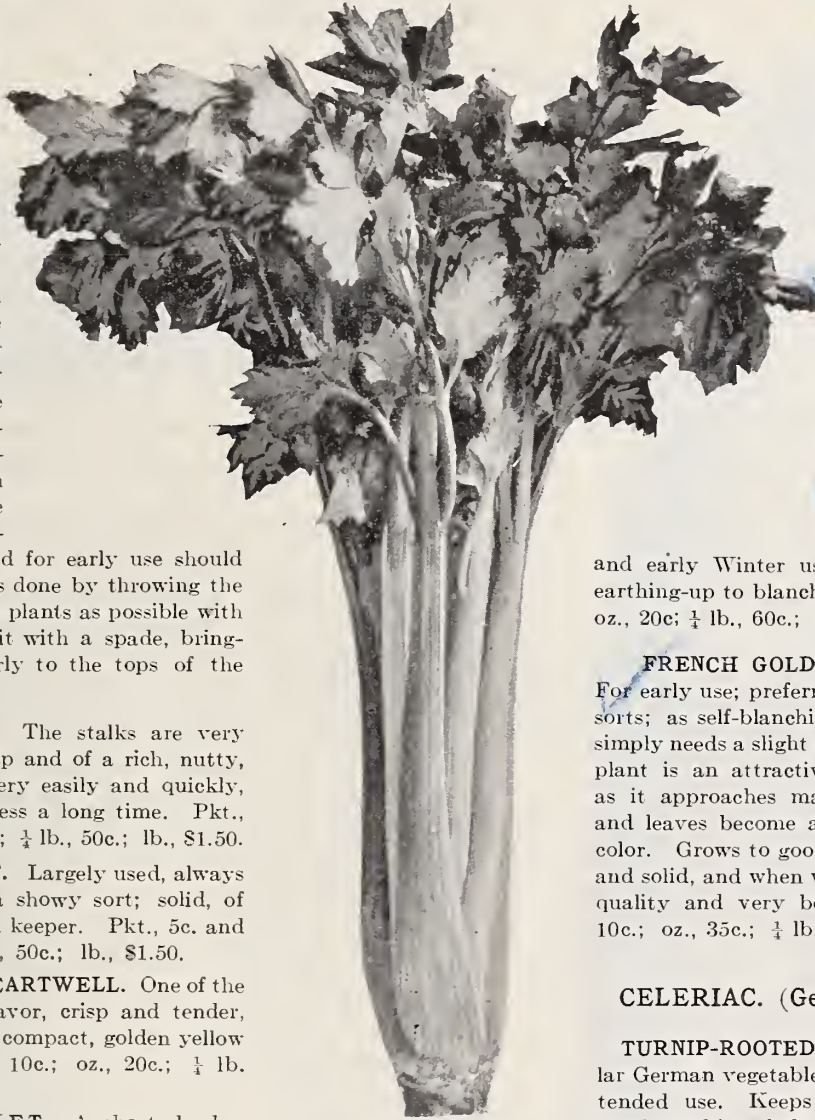 d for early use should
s done by throwing the
plants as possible with
it with a spade, bring-
rly to the tops of the
The stalks are very
p and of a rich, nutty,
ery easily and quickly,
ess a long time. Pkt.,
; ¼ lb., 50c.; lb., $1.50.
Largely used, always
showy sort; solid, of
keeper. Pkt., 5c. and
, 50c.; lb., $1.50.
CARTWELL. One of the
avor, crisp and tender,
compact, golden yellow
10c.; oz., 20c.; ¼ lb.
and early Winter us
earthing-up to blanch
oz., 20c; ¼ lb., 60c.;
FRENCH GOLD
For early use; preferr
sorts; as self-blanchi
simply needs a slight
plant is an attractiv
as it approaches ma
and leaves become a
color. Grows to goo
and solid, and when v
quality and very be
10c.; oz., 35c.; ¼ lb
CELERIAC. (Ge
TURNIP-ROOTED
lar German vegetable
tended use. Keeps